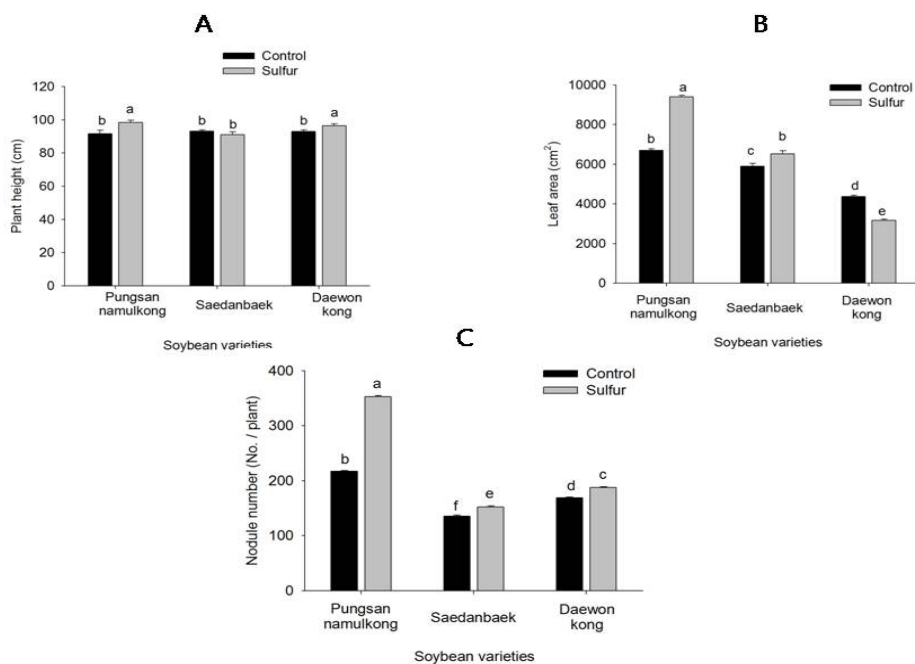 A
Control
Sulfur
120
100
80
60
40
20
0
Plant height (cm)
b
a
b
b
b
a
Pungsan
namulkong
Saedanbaek
Daewon
kong
Soybean varieties
B
Control
Sulfur
10000
8000
6000
4000
2000
0
Leaf area (cm²)
b
a
c
b
d
e
Pungsan
namulkong
Saedanbaek
Daewon
kong
Soybean varieties
C
Control
Sulfur
400
300
200
100
0
Nodule number (No. / plant)
b
a
f
e
d
c
Pungsan
namulkong
Saedanbaek
Daewon
kong
Soybean varieties